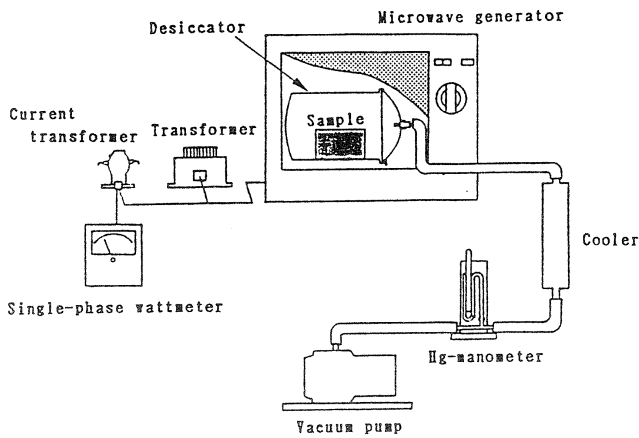 Microwave generator
Desiccator
Sample
Current
transformer
Transformer
Cooler
Single-phase wattmeter
Hg-manometer
Vacuum pump